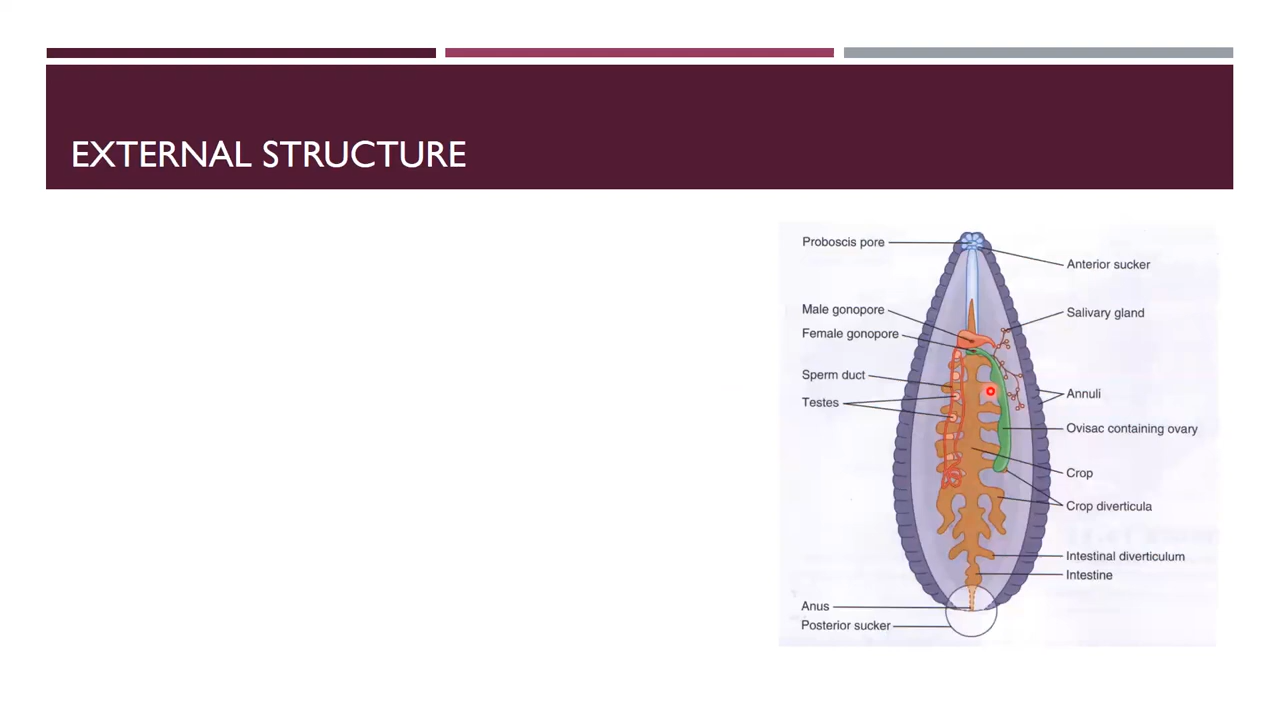 EXTERNAL STRUCTURE
Proboscis pore
Anterior sucker
Male gonopore
Salivary gland
Female gonopore
Sperm duct
Annuli
Testes
Ovisac containing ovary
Crop
Crop diverticula
Intestinal diverticulum
Intestine
Anus
Posterior sucker